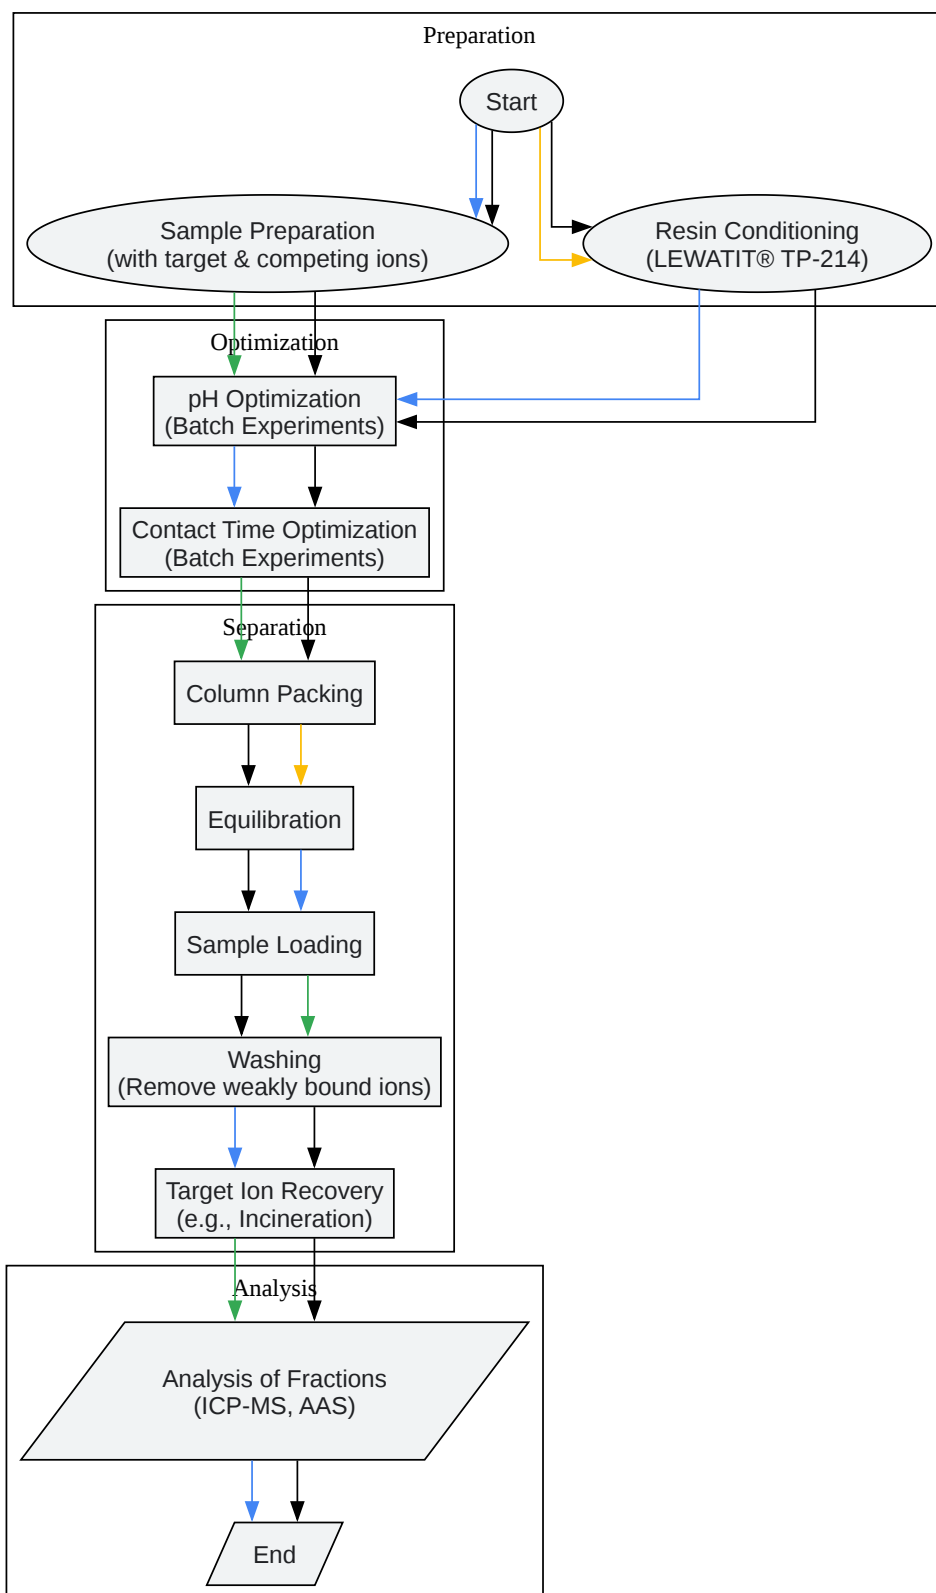 Preparation
Start
Sample Preparation
(with target & competing ions)
Resin Conditioning
(LEWATIT® TP-214)
Optimization
pH Optimization
(Batch Experiments)
Contact Time Optimization
(Batch Experiments)
Separation
Column Packing
Equilibration
Sample Loading
Washing
(Remove weakly bound ions)
Target Ion Recovery
(e.g., Incineration)
Analysis
Analysis of Fractions
(ICP-MS, AAS)
End